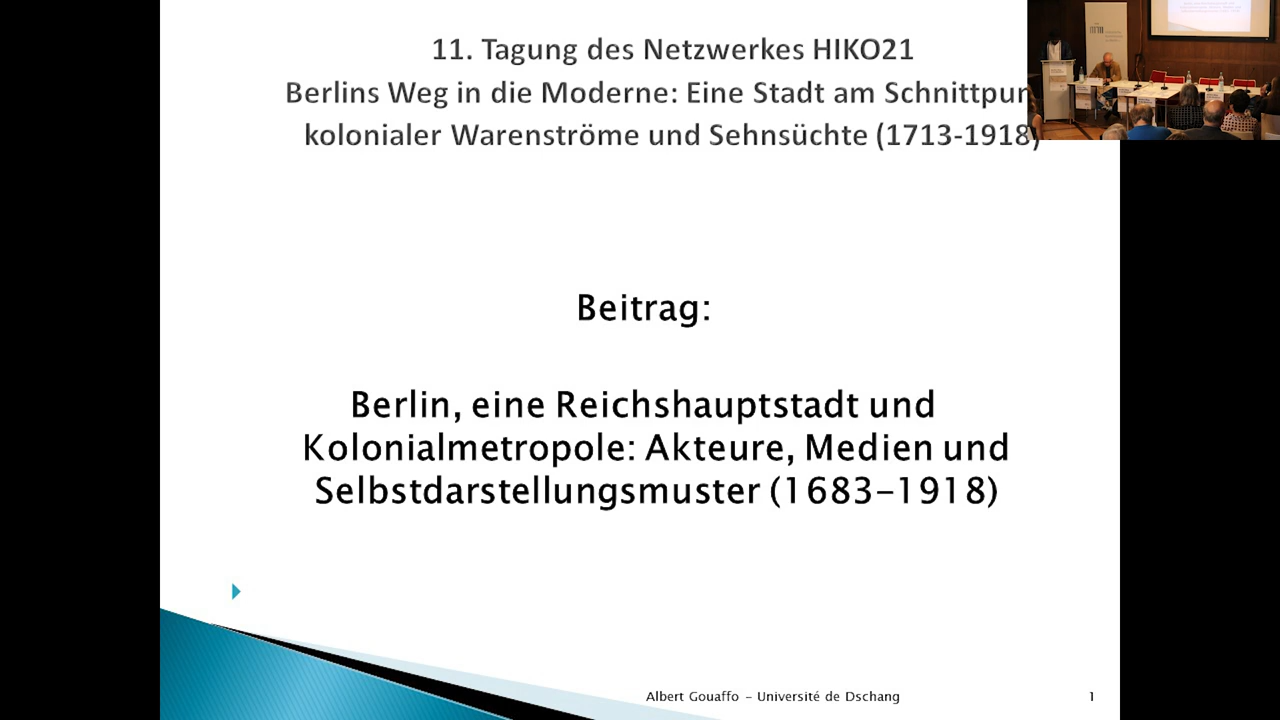 11. Tagung des Netzwerkes HIKO21
Berlins Weg in die Moderne: Eine Stadt am
kolonialer Warenströme und Sehnsüchte (1713-1918)
Beitrag:
Berlin, eine Reichshauptstadt und
Kolonialmetropole: Akteure, Medien und
Selbstdarstellungsmuster (1683-1918)
Albert Gouaffo - Université de Dschang
1